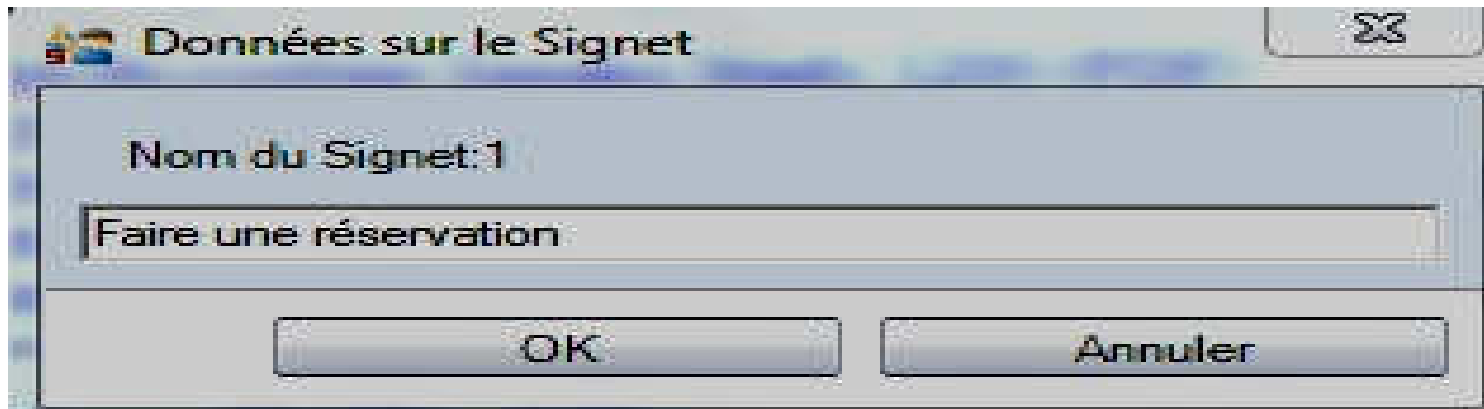 Données sur le Signet
Nom du Signet:1
Faire une réservation
OK Annuler